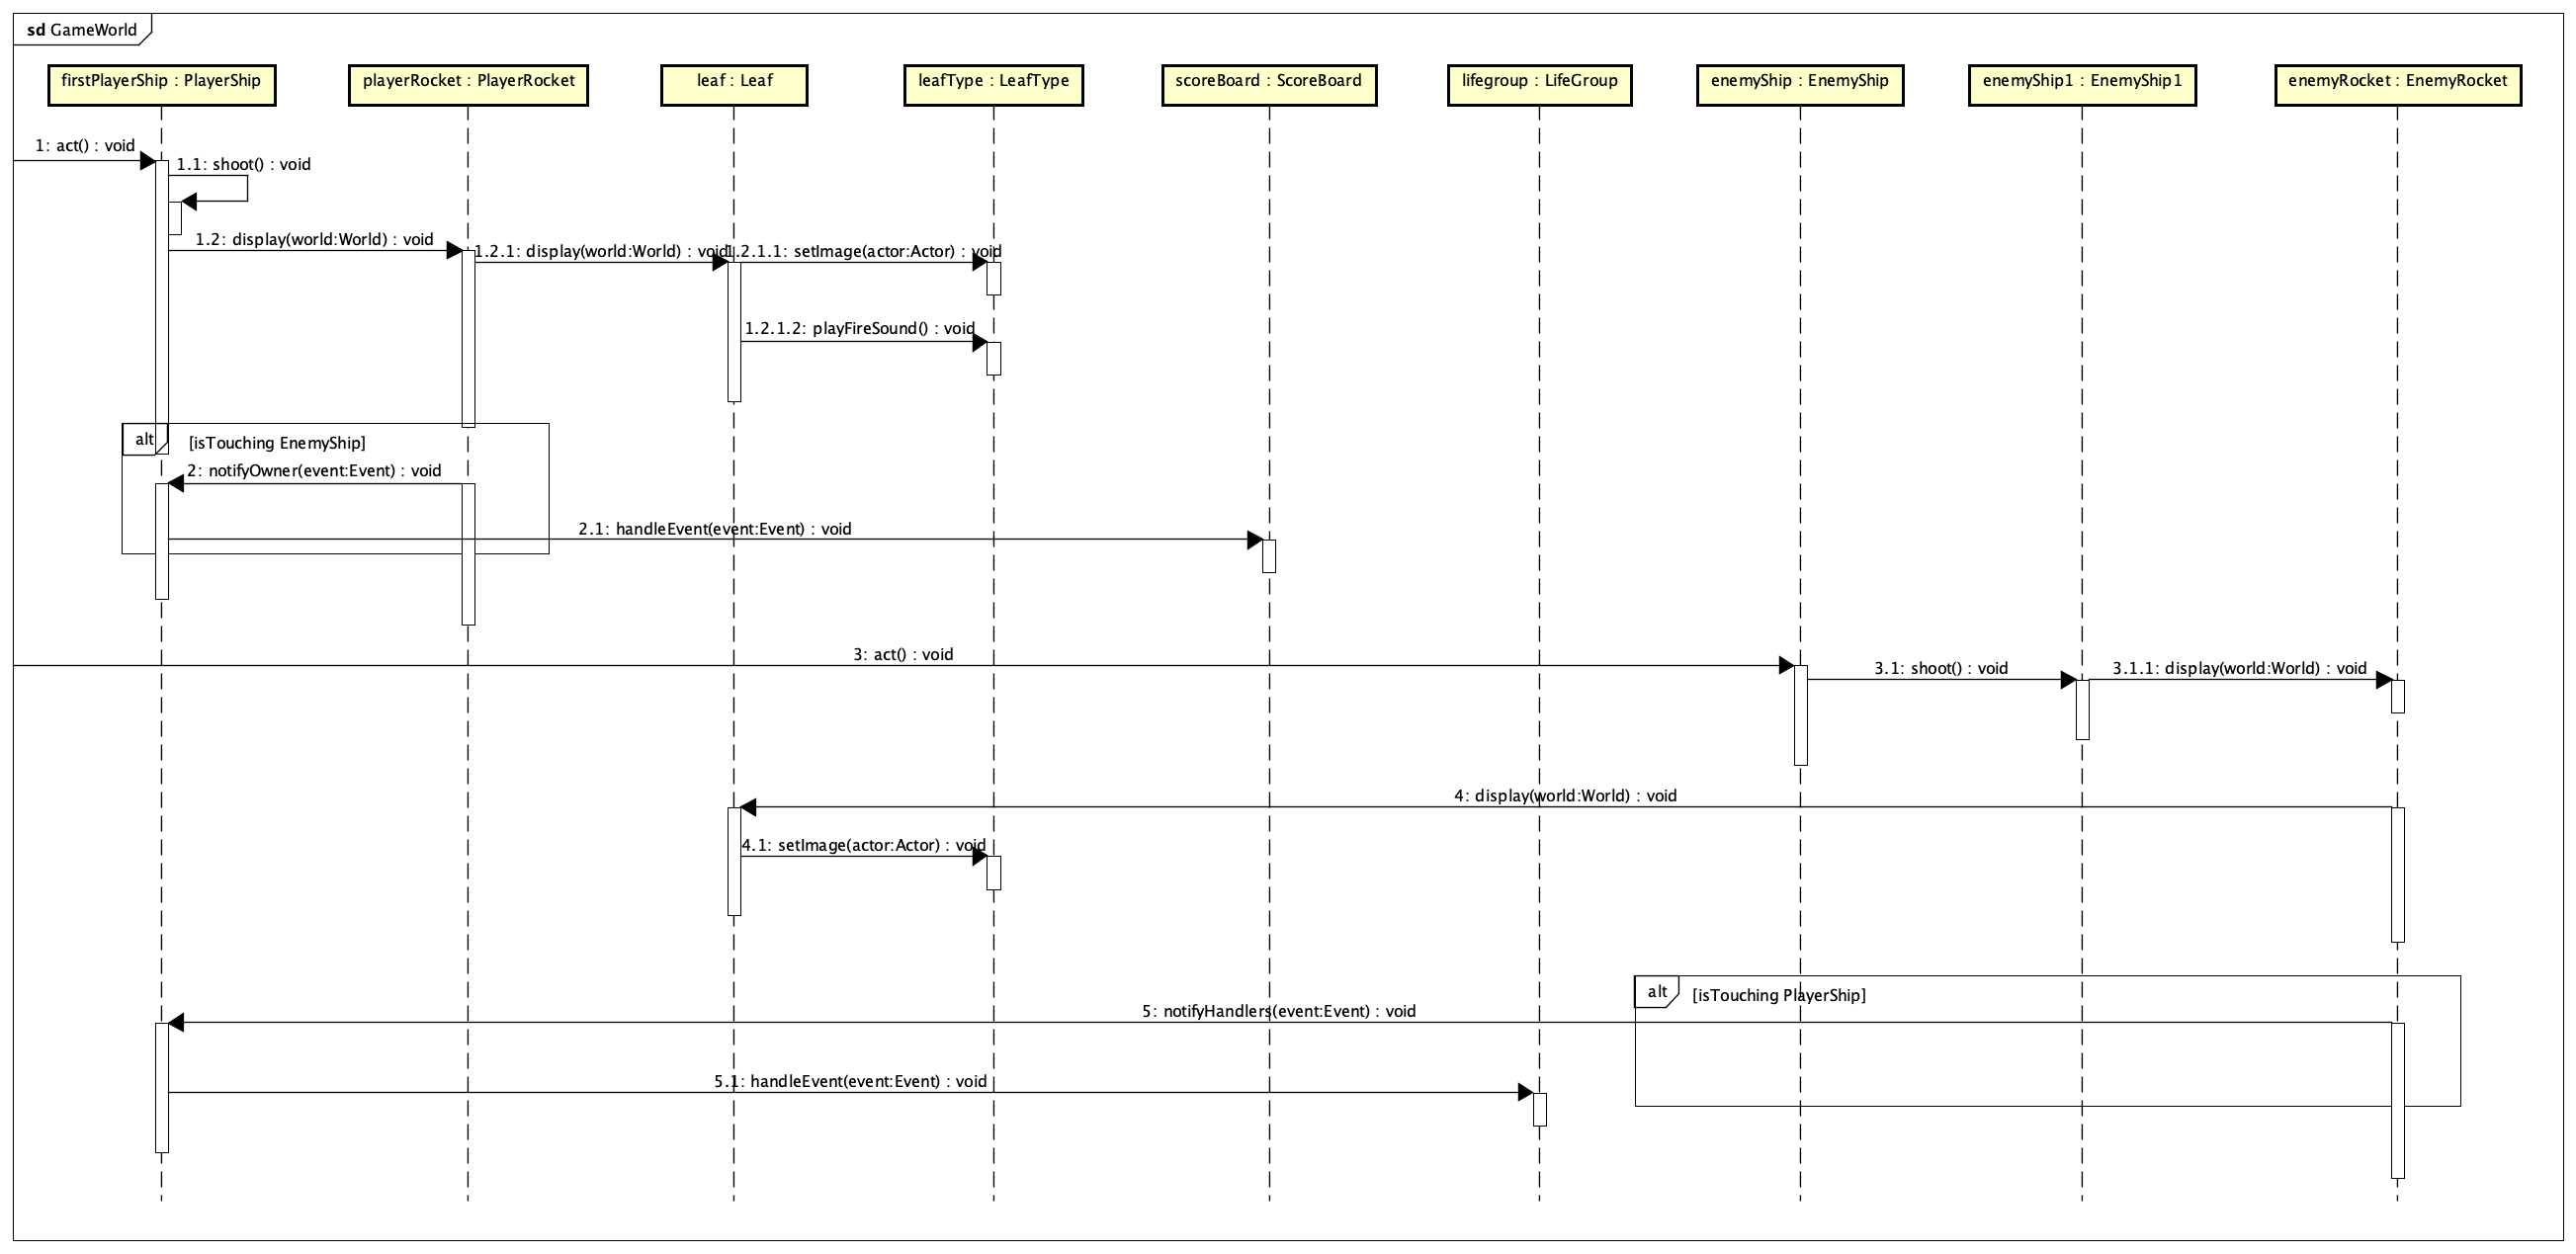 sd GameWorld
firstPlayerShip : PlayerShip
playerRocket : PlayerRocket
leaf : Leaf
leafType : LeafType
scoreBoard : ScoreBoard
lifegroup : LifeGroup
enemyShip : EnemyShip
enemyShip1 : EnemyShip1
enemyRocket : EnemyRocket
1: act() : void
1.1: shoot() : void
1.2: display(world:World) : void
1.2.1: display(world:World) : void
1.2.1.1: setImage(actor:Actor) : void
1.2.1.2: playFireSound() : void
alt
[isTouching EnemyShip]
2: notifyOwner(event:Event) : void
2.1: handleEvent(event:Event) : void
3: act() : void
3.1: shoot() : void
3.1.1: display(world:World) : void
4: display(world:World) : void
4.1: setImage(actor:Actor) : void
alt
[isTouching PlayerShip]
5: notifyHandlers(event:Event) : void
5.1: handleEvent(event:Event) : void